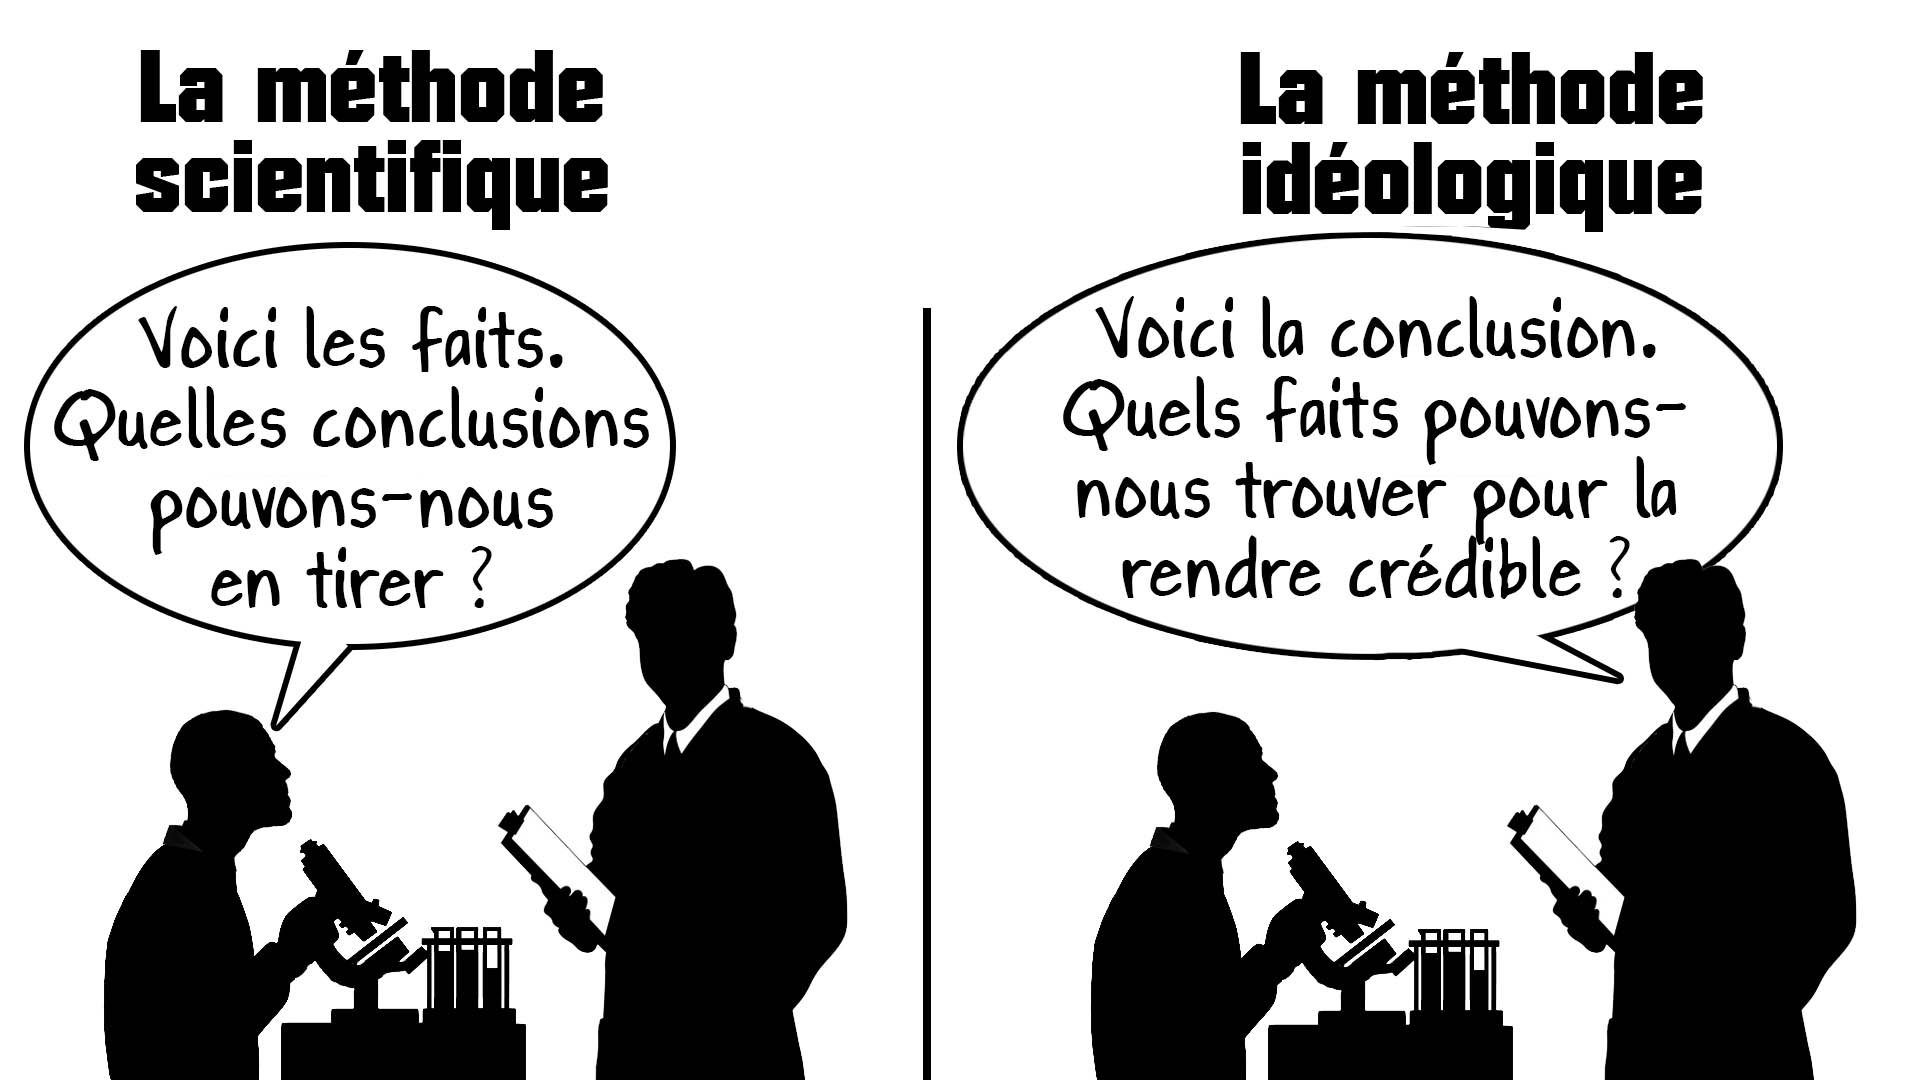 La méthode
scientifique
Voici les faits.
Quelles conclusions
pouvons-nous
en tirer ?
La méthode
idéologique
Voici la conclusion.
Quels faits pouvons-
nous trouver pour la
rendre crédible ?